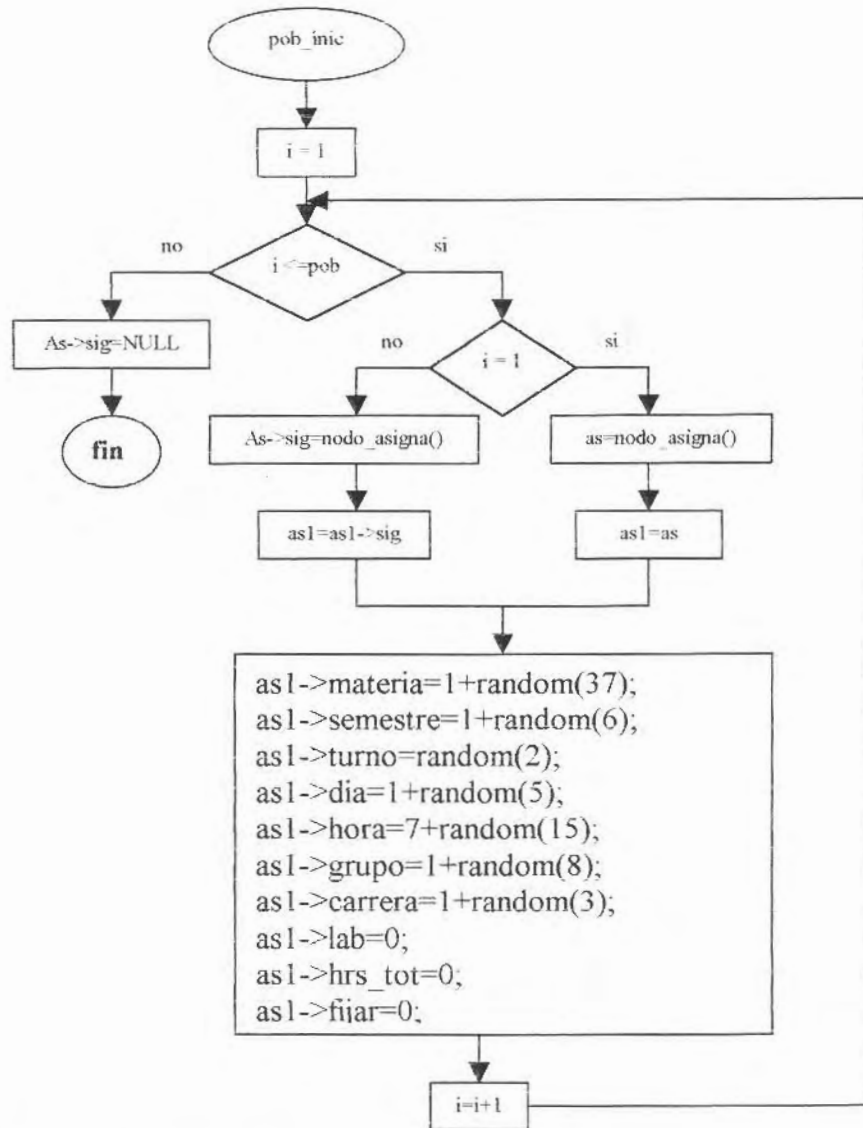 pob_inic
i = 1
no
si
i <=pob
As->sig=NULL
no
si
i = 1
fin
As->sig=nodo_asigna()
as=nodo_asigna()
as1=as1->sig
as1=as
as1->materia=1+random(37);
as1->semestre=1+random(6);
as1->turno=random(2);
as1->dia=1+random(5);
as1->hora=7+random(15);
as1->grupo=1+random(8);
as1->carrera=1+random(3);
as1->lab=0;
as1->hrs_tot=0;
as1->fijar=0;
i=i+1